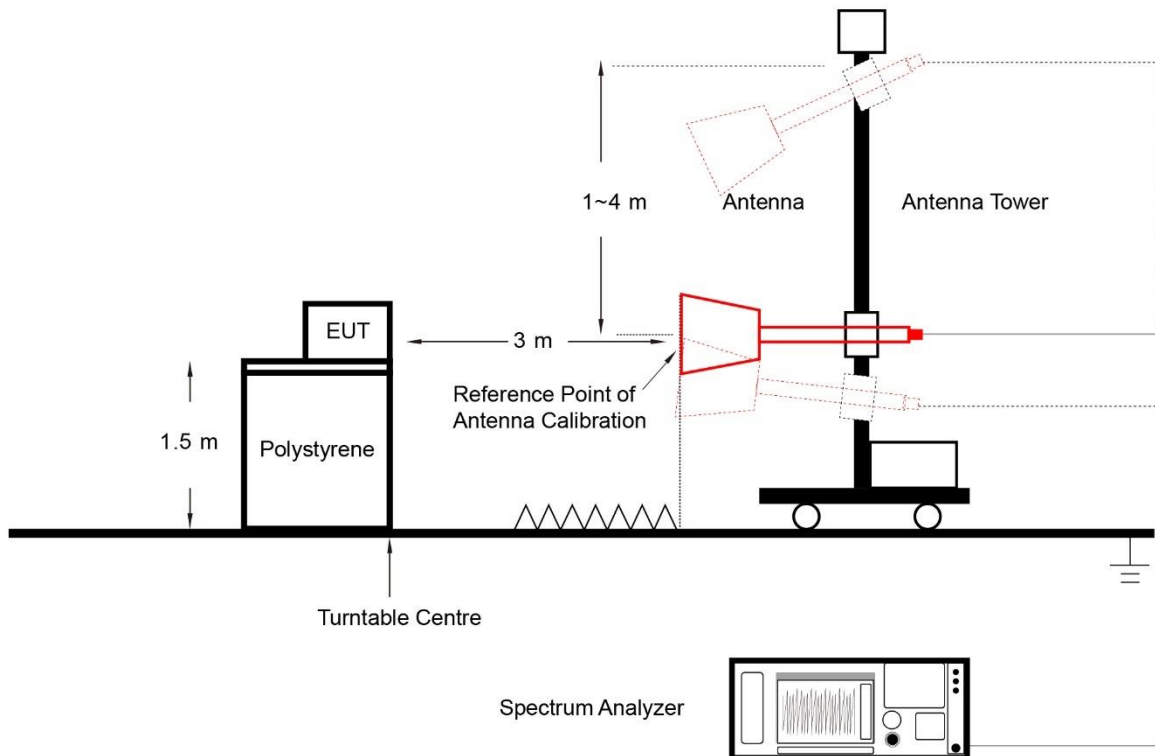 1~4 m
Antenna
Antenna Tower
EUT
3 m
Reference Point of
Antenna Calibration
1.5 m
Polystyrene
Turntable Centre
Spectrum Analyzer